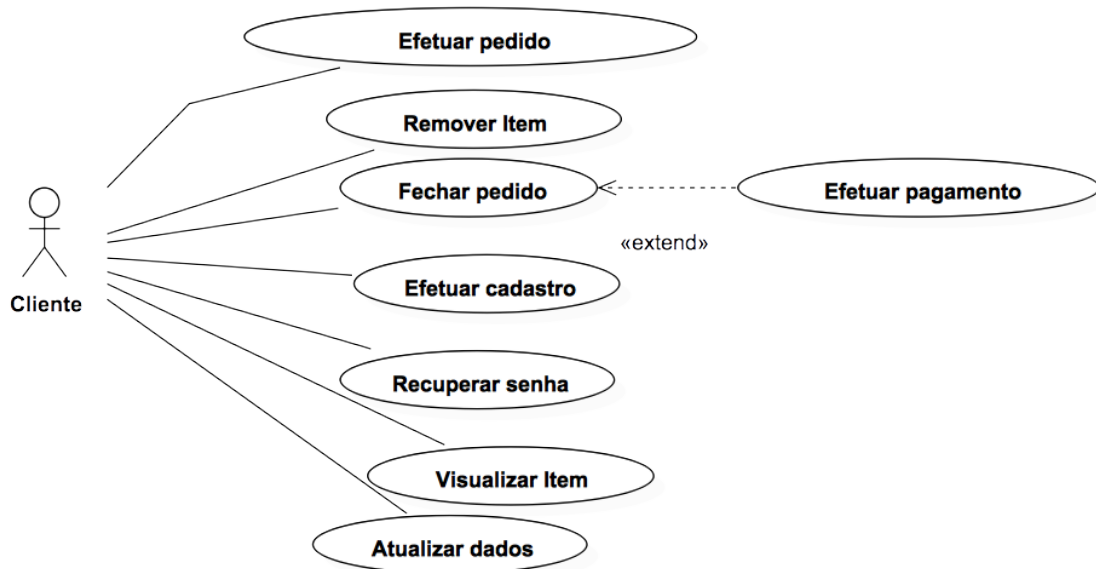 Efetuar pedido
Remover Item
Fechar pedido
Efetuar pagamento
«extend»
Efetuar cadastro
Cliente
Recuperar senha
Visualizar Item
Atualizar dados